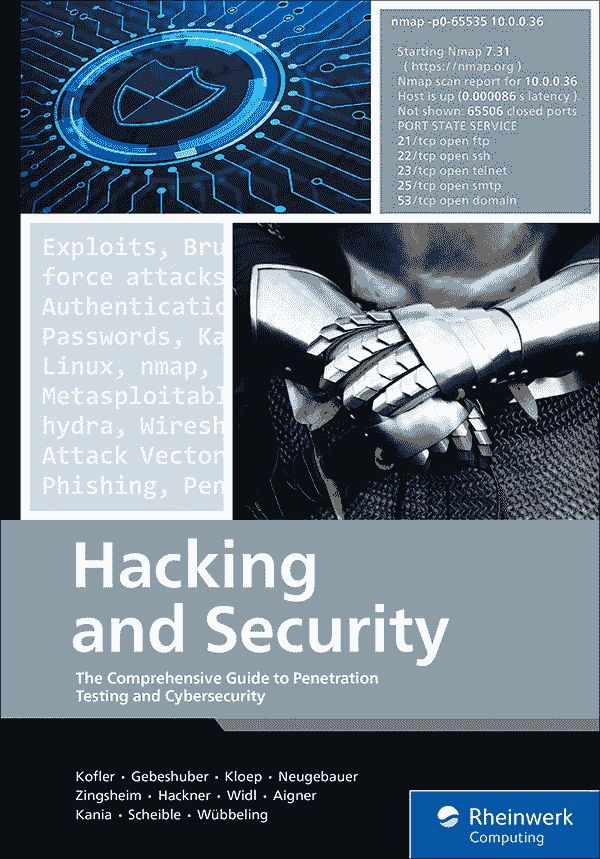 nmap -p0-65535 10.0.0.36
Starting Nmap 7.31
( https://nmap.org )
Nmap scan report for 10.0.0.36
Host is up (0.000086 s latency ).
Not shown: 65506 closed ports
PORT STATE SERVICE
21/tcp open ftp
22/tcp open ssh
23/tcp open telnet
25/tcp open smtp
53/tcp open domain
Exploits, Bru
force attacks
Authenticatio
Passwords, Ka
Linux, nmap,
Metasploitabl
hydra, Wiresh
Attack Vector
Phishing, Pen
Hacking
and Security
The Comprehensive Guide to Penetration
Testing and Cybersecurity
Kofler · Gebeshuber · Kloep · Neugebauer
Zingsheim · Hackner · Widl · Aigner
Kania · Scheible · Wübbeling
Rheinwerk
Computing